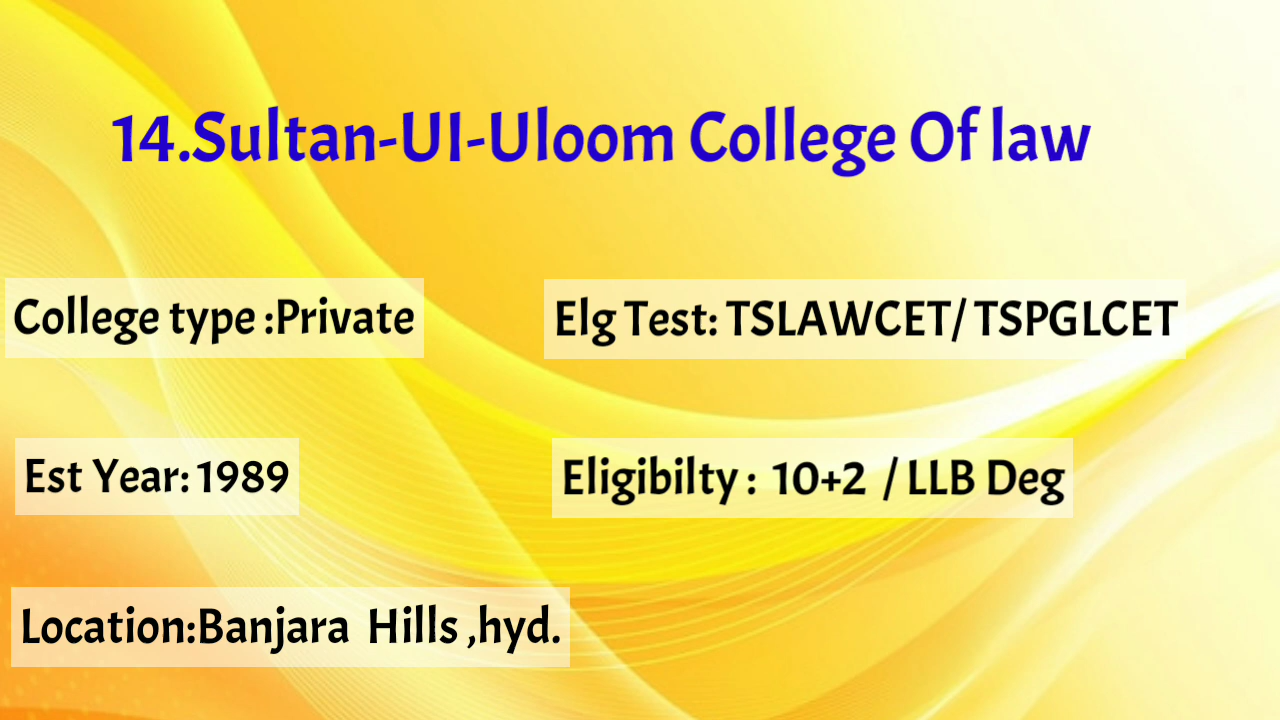 14.Sultan-UI-Uloom College Of law
College type :Private
Elg Test: TSLAWCET/ TSPGLCET
Est Year: 1989
Eligibilty : 10+2 / LLB Deg
Location:Banjara Hills ,hyd.